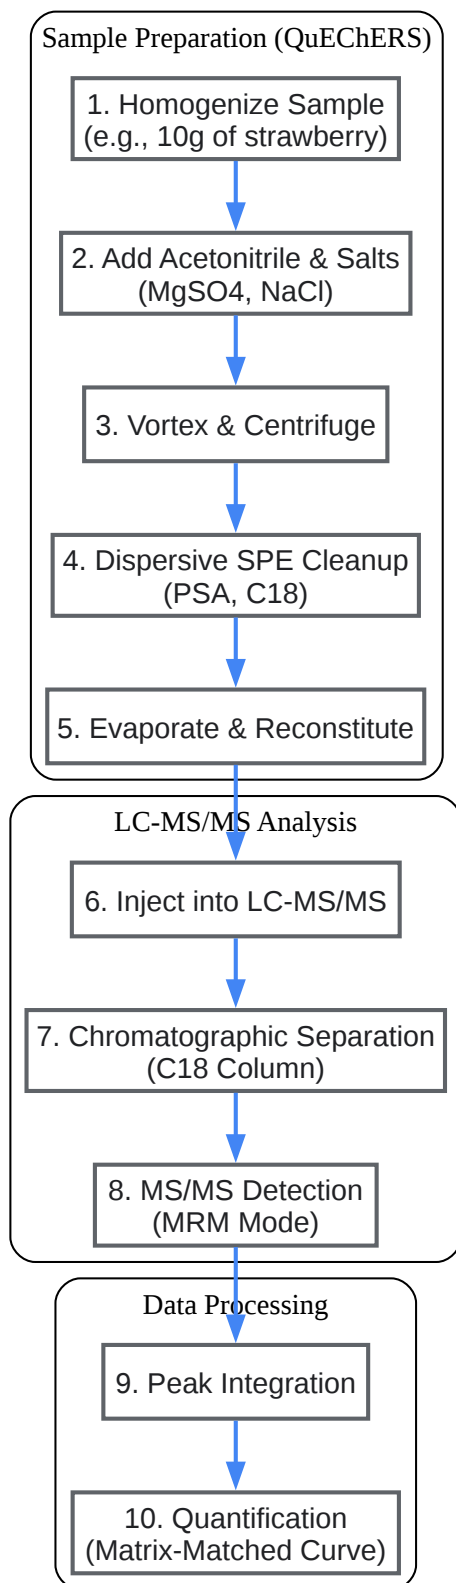 Sample Preparation (QuEChERS)
1. Homogenize Sample
(e.g., 10g of strawberry)
2. Add Acetonitrile & Salts
(MgSO4, NaCl)
3. Vortex & Centrifuge
4. Dispersive SPE Cleanup
(PSA, C18)
5. Evaporate & Reconstitute
LC-MS/MS Analysis
6. Inject into LC-MS/MS
7. Chromatographic Separation
(C18 Column)
8. MS/MS Detection
(MRM Mode)
Data Processing
9. Peak Integration
10. Quantification
(Matrix-Matched Curve)